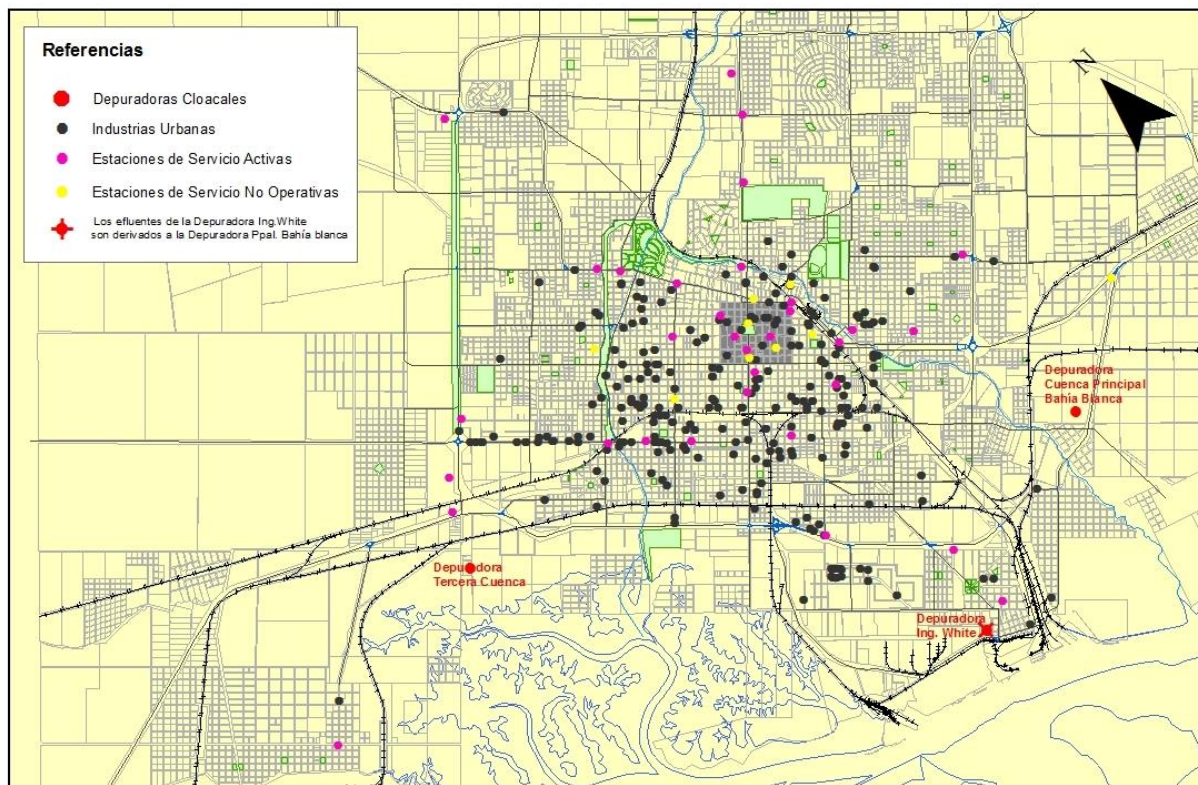 Referencias
Depuradoras Cloacales
Industrias Urbanas
Estaciones de Servicio Activas
Estaciones de Servicio No Operativas
Los efluentes de la Depuradora Ing.White
son derivados a la Depuradora Ppal. Bahía blanca
N
Depuradora
Cuenca Principal
Bahía Blanca
Depuradora
Tercera Cuenca
Depuradora
Ing. White